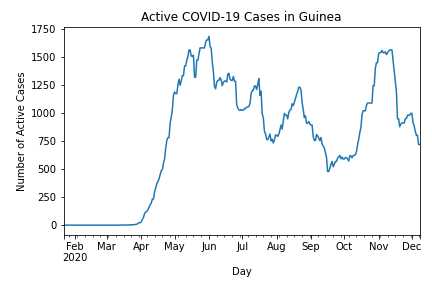 Active COVID-19 Cases in Guinea
Number of Active Cases
1750
1500
1250
1000
750
500
250
0
Feb Mar Apr May Jun Jul Aug Sep Oct Nov Dec
2020
Day